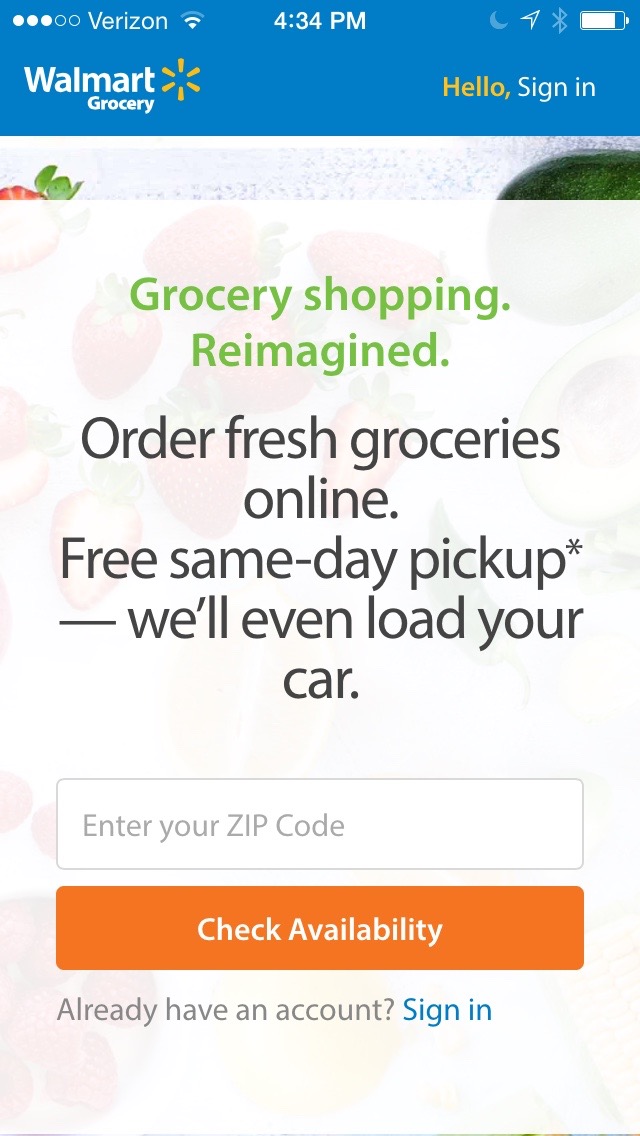 Verizon 4:34 PM
Walmart
Grocery
Hello, Sign in
Grocery shopping.
Reimagined.
Order fresh groceries
online.
Free same-day pickup*
— we'll even load your
car.
Enter your ZIP Code
Check Availability
Already have an account? Sign in